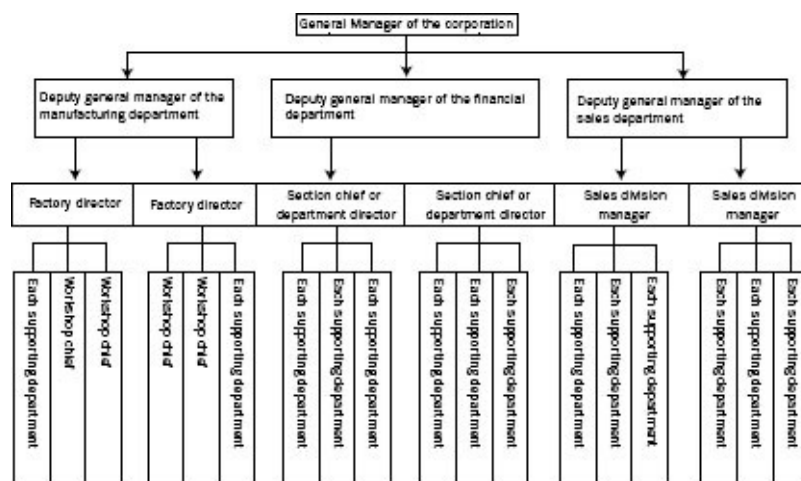 General Manager of the corporation
Deputy general manager of the
manufacturing department
Deputy general manager of the financial
department
Deputy general manager of the
sales department
Factory director
Factory director
Section chief or
department director
Section chief or
department director
Sales division
manager
Sales division
manager
Each supporting department
Workshop chief
Workshop chief
Workshop chief
Workshop chief
Each supporting department
Each supporting department
Each supporting department
Each supporting department
Each supporting department
Each supporting department
Each supporting department
Each supporting department
Each supporting department
Each supporting department
Each supporting department
Each supporting department
Each supporting department